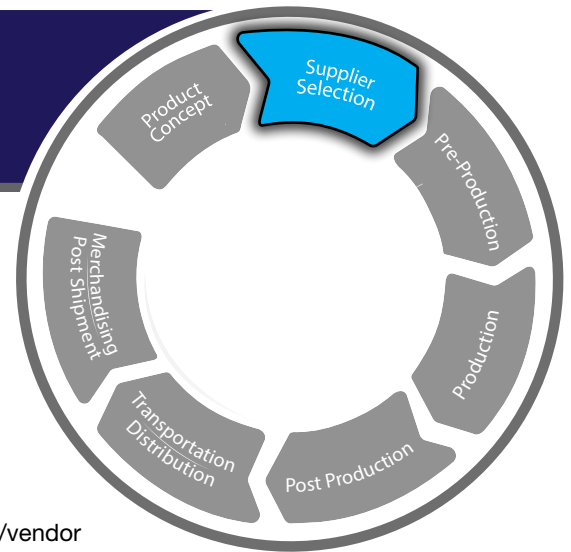 Product
Concept
Supplier
Selection
Pre-Production
Production
Post Production
Transportation
Distribution
Merchandising
Post Shipment
/vendor